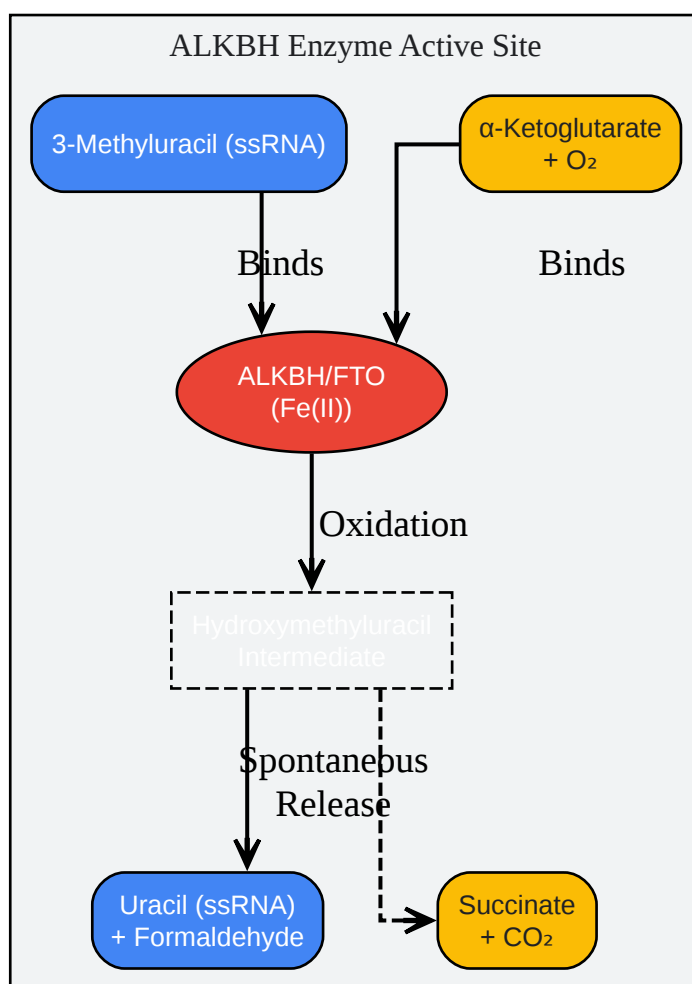 ALKBH Enzyme Active Site
3-Methyluracil (ssRNA)
α-Ketoglutarate
+ O₂
Binds
Binds
ALKBH/FTO
(Fe(II))
Oxidation
Hydroxymethyluracil
Intermediate
Spontaneous
Release
Uracil (ssRNA)
+ Formaldehyde
Succinate
+ CO₂